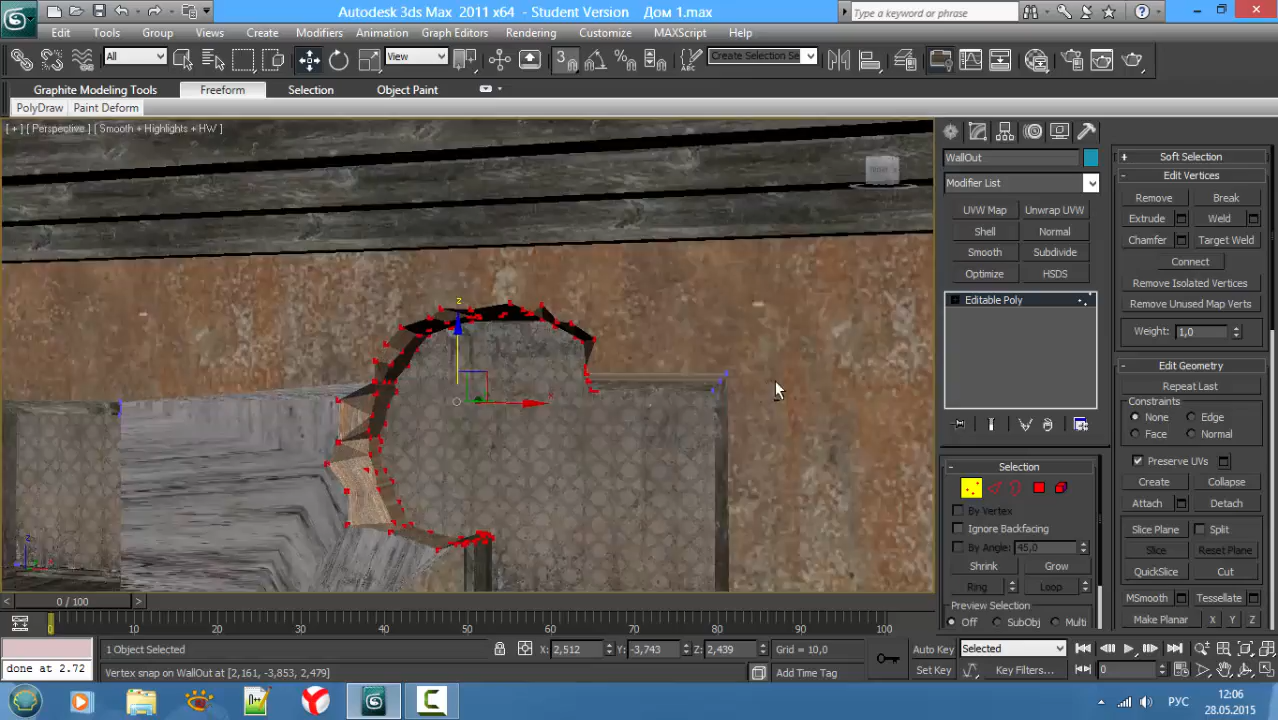 Autodesk 3ds Max 2011 x64 - Student Version Дом 1.max
Type a keyword or phrase
Edit Tools Group Views Create Modifiers Animation Graph Editors Rendering Customize MAXScript Help
All View 3 Create Selection Se
Graphite Modeling Tools Freeform Selection Object Paint
PolyDraw Paint Deform
[ + ] [ Perspective ] [ Smooth + Highlights + HW ]
WallOut
Modifier List
UVW Map Unwrap UVW
Shell Normal
Smooth Subdivide
Optimize HSDS
Editable Poly
Selection
By Vertex
Ignore Backfacing
By Angle: 45,0
Shrink Grow
Ring Loop
Preview Selection
Off SubObj Multi
Soft Selection
Edit Vertices
Remove Break
Extrude Weld
Chamfer Target Weld
Connect
Remove Isolated Vertices
Remove Unused Map Verts
Weight: 1,0
Edit Geometry
Repeat Last
Constraints
None Edge
Face Normal
Preserve UVs
Create Collapse
Attach Detach
Slice Plane Split
Slice Reset Plane
QuickSlice Cut
MSmooth Tessellate
Make Planar X Y Z
z
x
z
0 / 100
0 10 20 30 40 50 60 70 80 90 100
1 Object Selected X: 2,512 Y: -3,743 Z: 2,439 Grid = 10,0 Auto Key Selected
done at 2.72 Vertex snap on WallOut at [2,161, -3,853, 2,479] Add Time Tag Set Key Key Filters... 0
РУС
12:06
28.05.2015